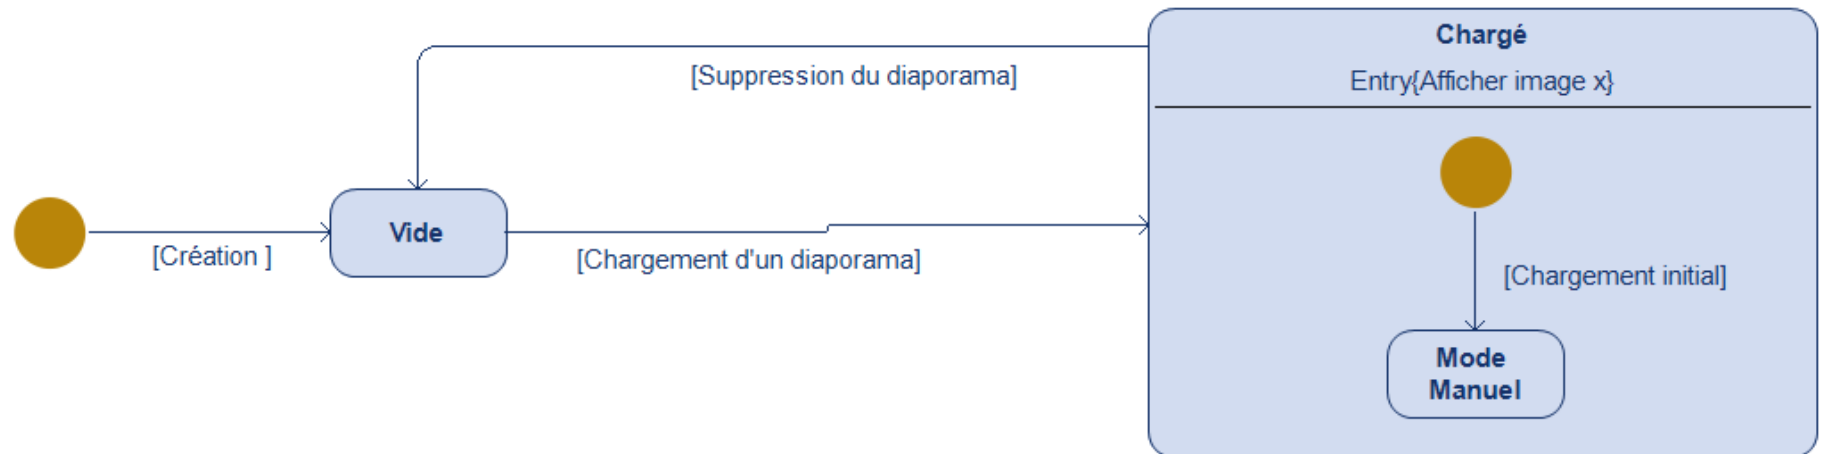 Chargé
Entry{Afficher image x}
[Suppression du diaporama]
Vide
[Création ]
[Chargement d'un diaporama]
[Chargement initial]
Mode
Manuel